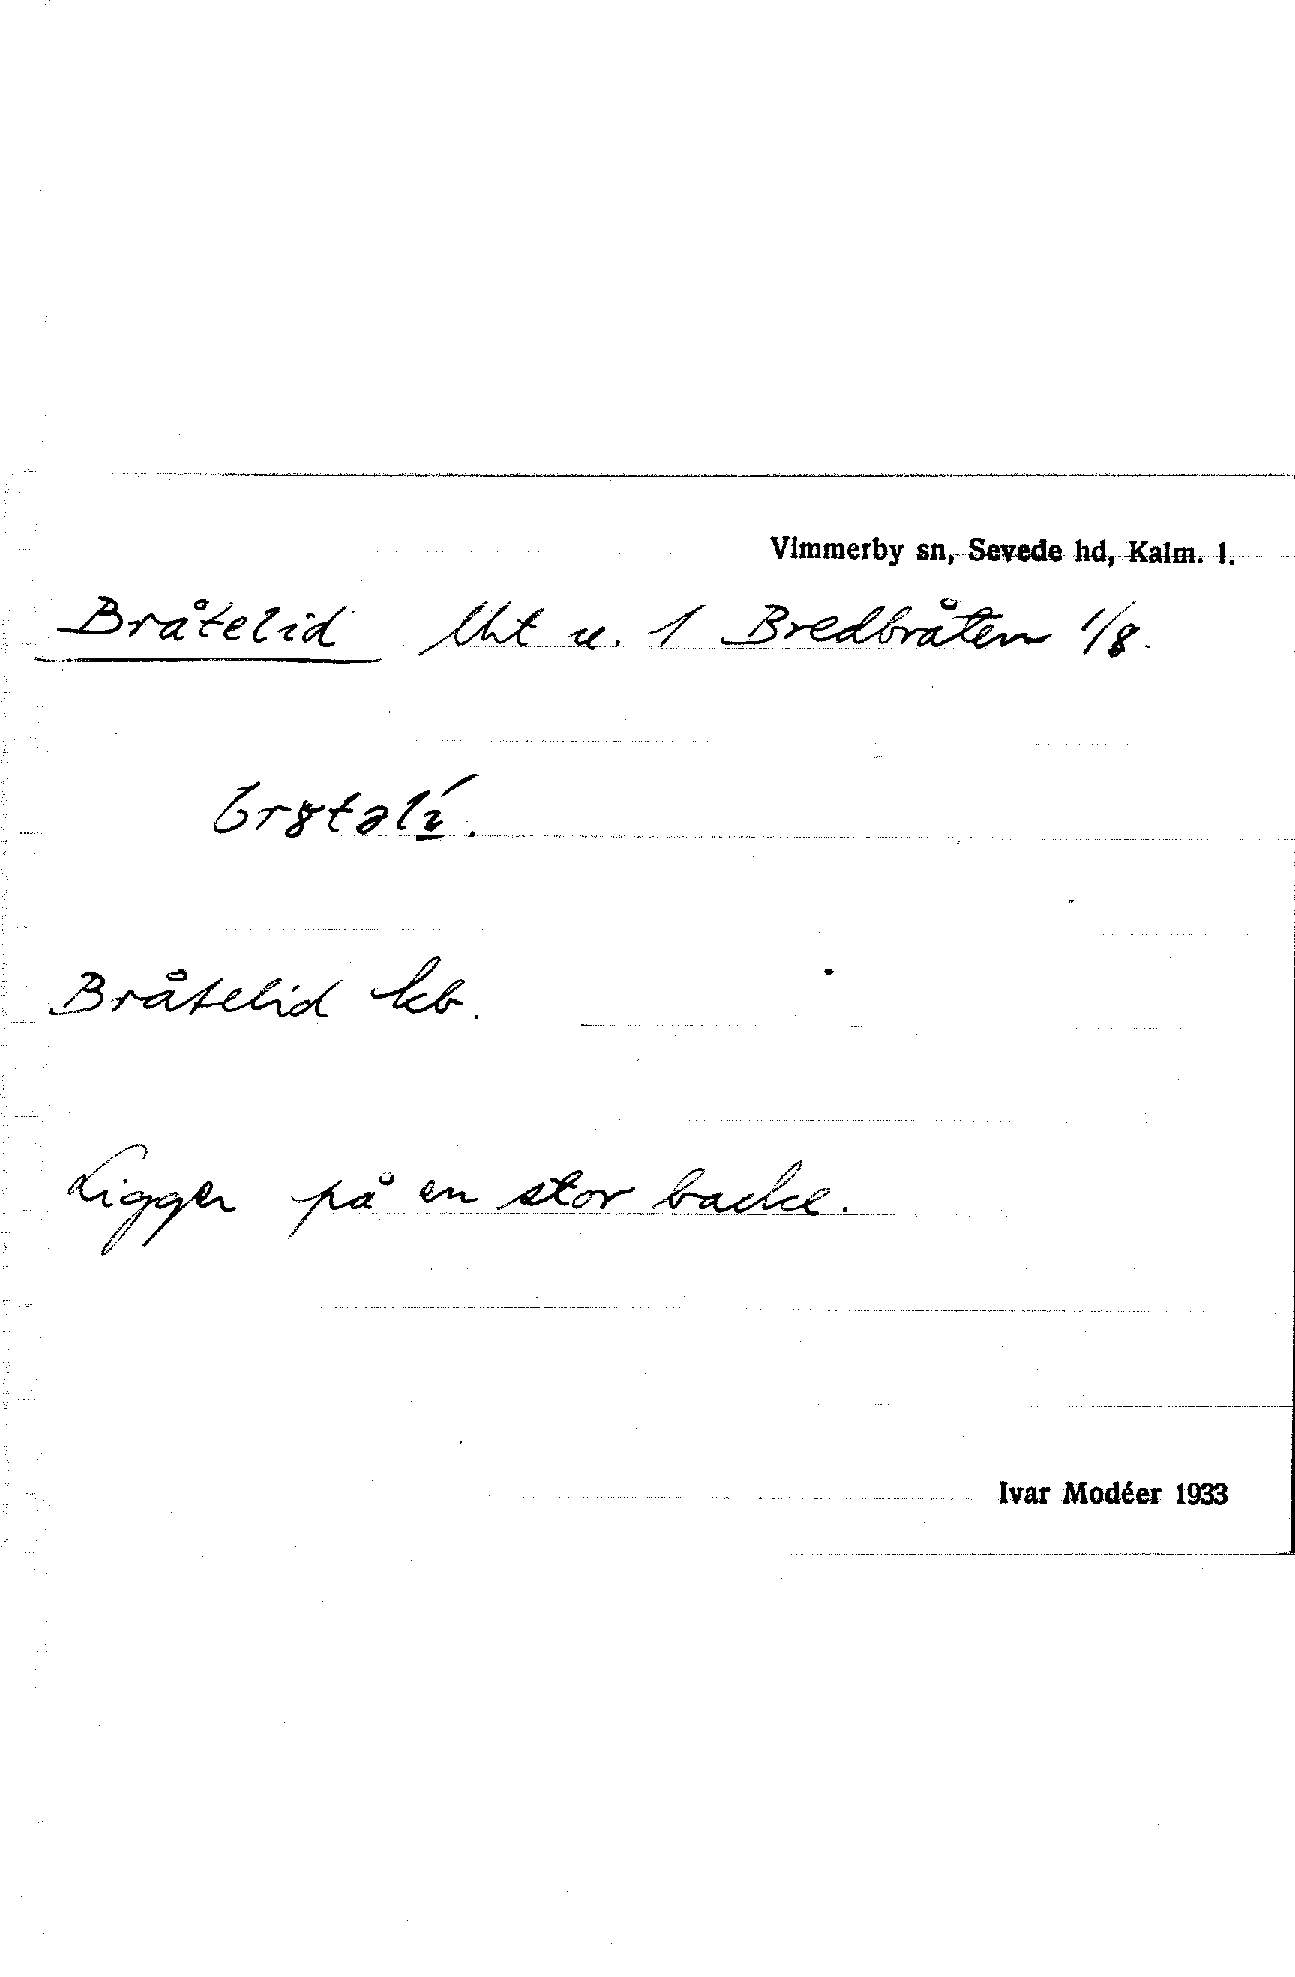 Vimmerby sn, Sevede hd, Kalm. l.
Bråtelid lht u. 1 Bredbråten 1/8.
Bråtelid kb.
Ligger på en stor backe.
Ivar Modéer 1933